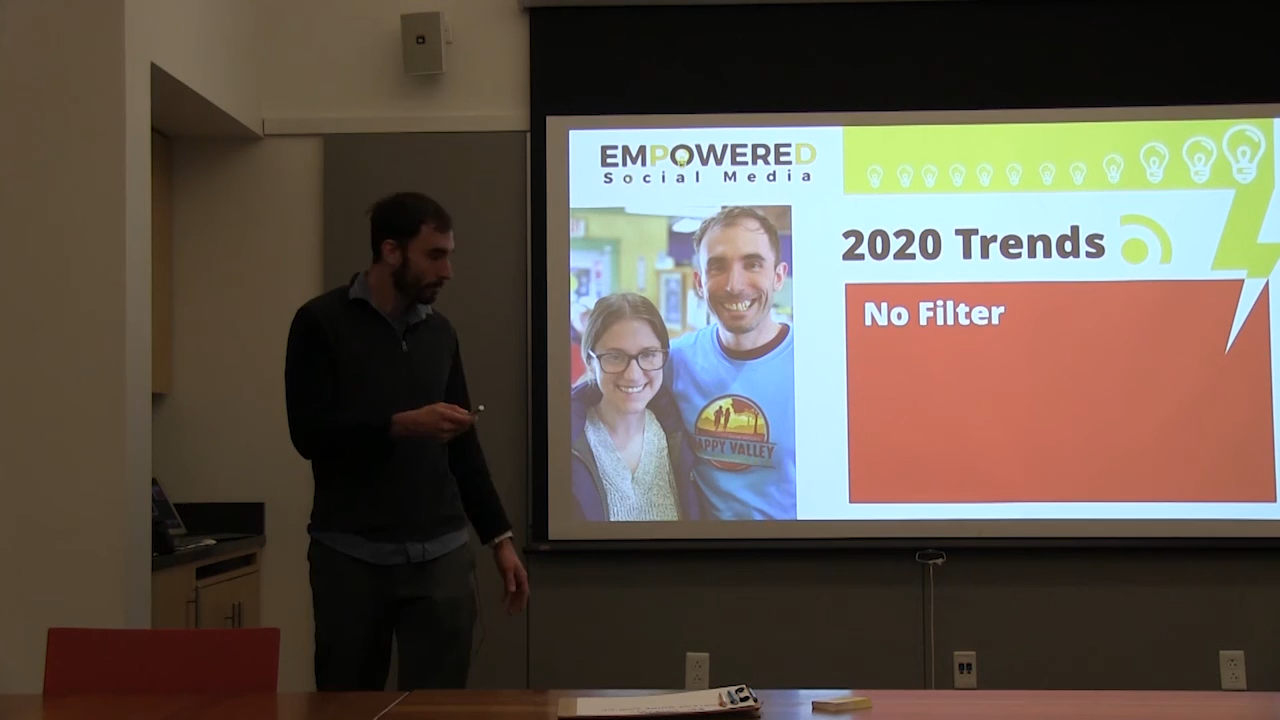 EMPOWERED
Social Media
2020 Trends
No Filter
APPY VALLEY